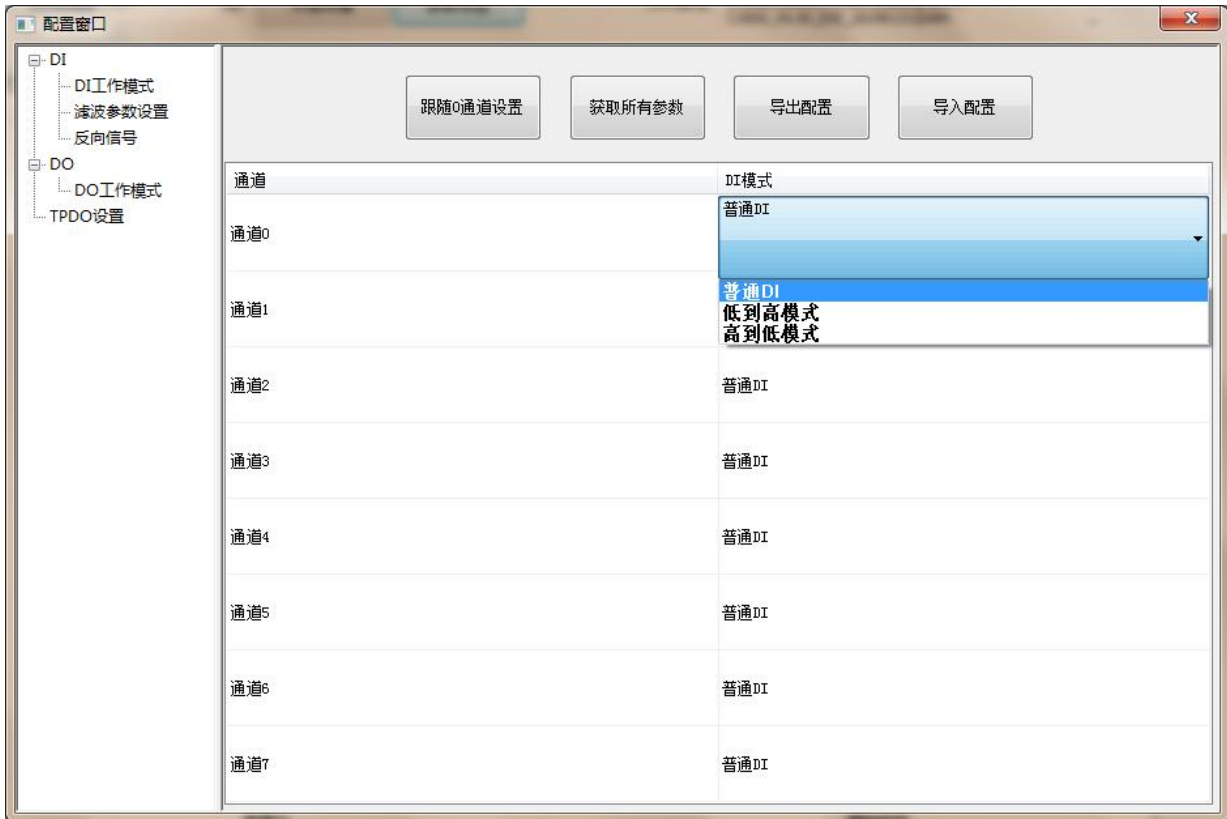 配置窗口
DI
DI工作模式
滤波参数设置
反向信号
DO
DO工作模式
TPDO设置
跟随0通道设置
获取所有参数
导出配置
导入配置
通道
DI模式
通道0
普通DI
普通DI
低到高模式
高到低模式
通道1
通道2
普通DI
通道3
普通DI
通道4
普通DI
通道5
普通DI
通道6
普通DI
通道7
普通DI